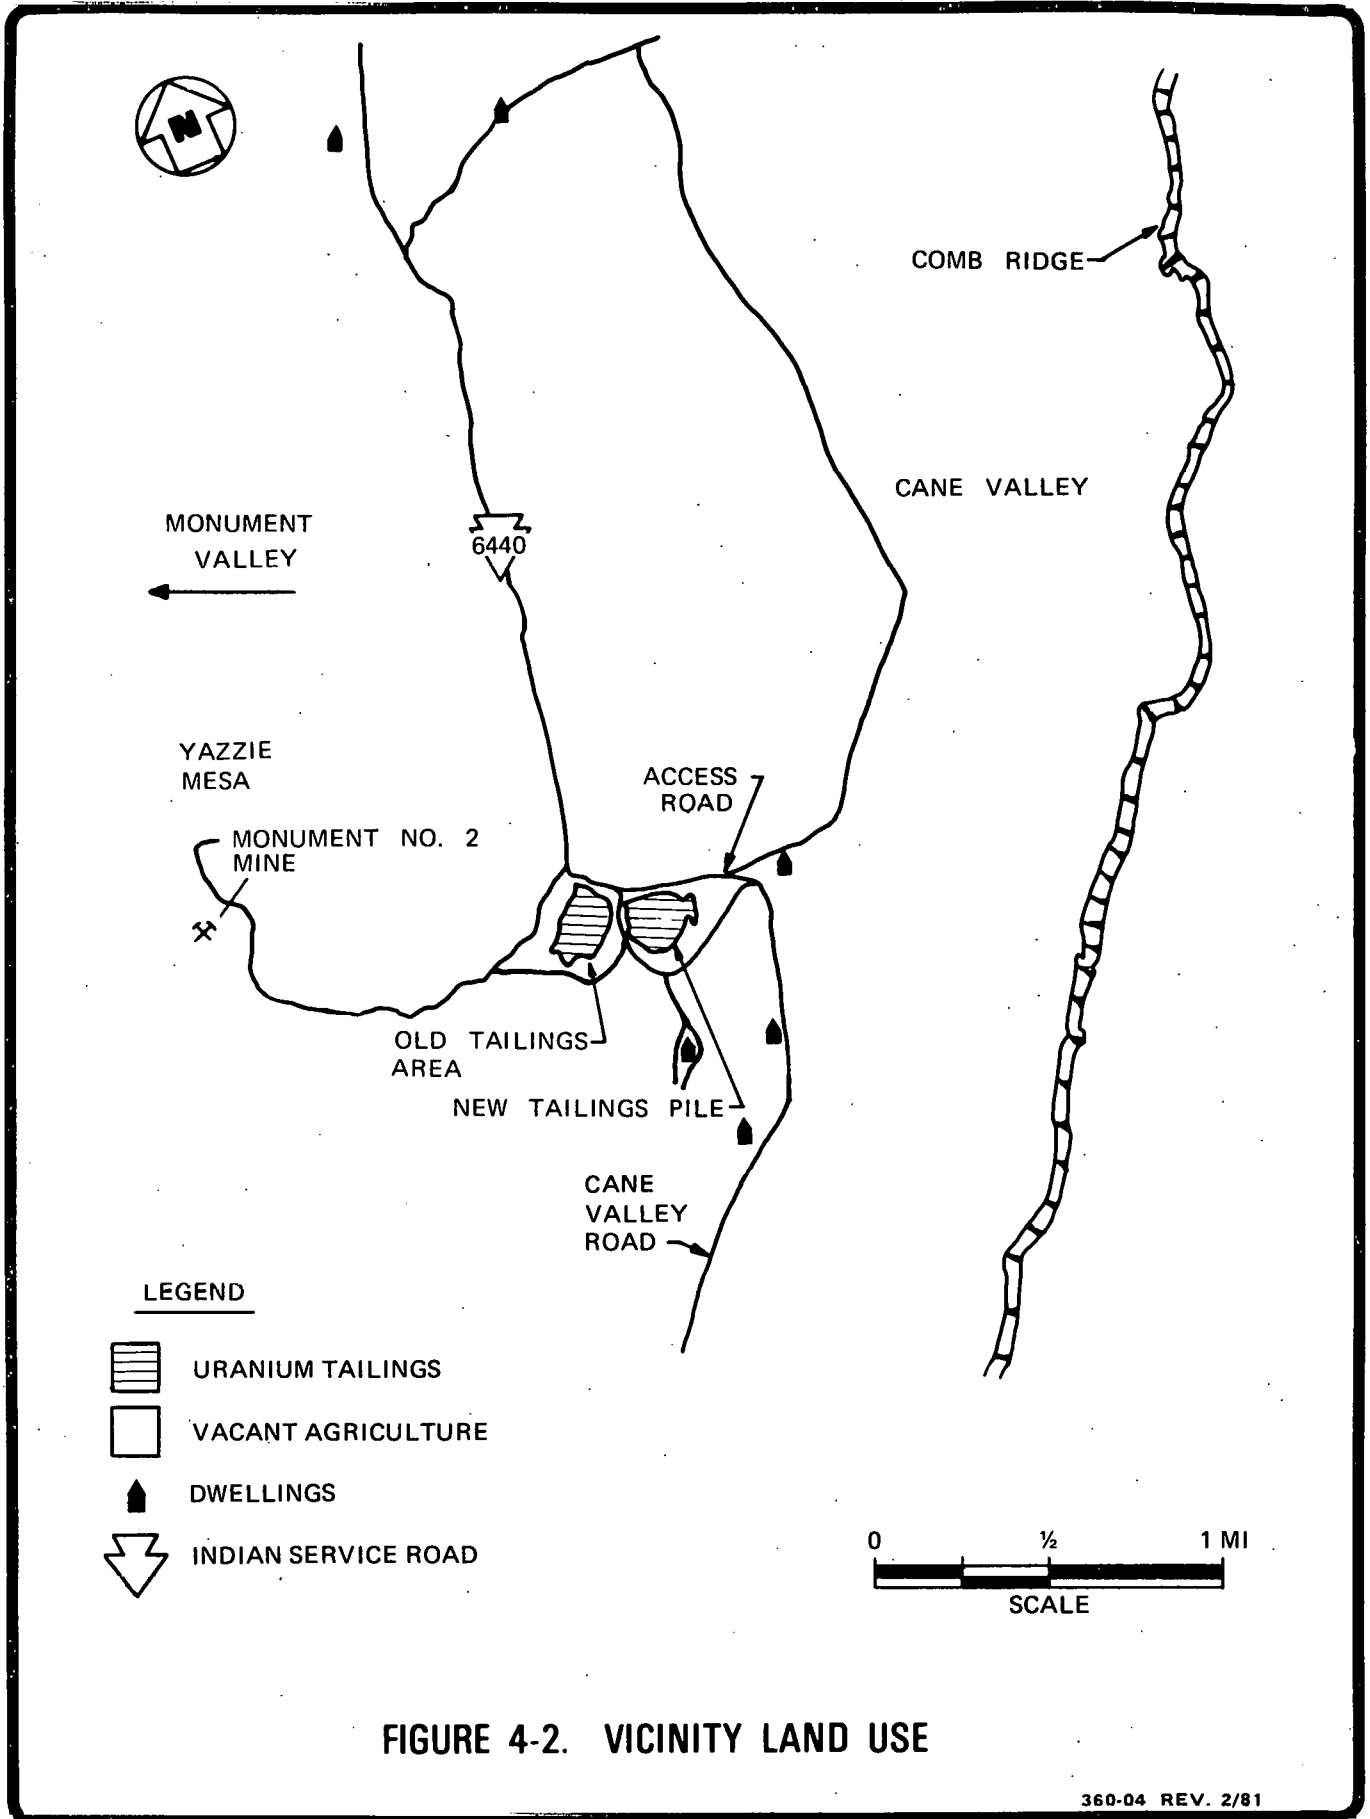 N
COMB RIDGE
CANE VALLEY
MONUMENT
VALLEY
6440
YAZZIE
MESA
ACCESS
ROAD
MONUMENT NO. 2
MINE
OLD TAILINGS
AREA
NEW TAILINGS PILE
CANE
VALLEY
ROAD
LEGEND
URANIUM TAILINGS
VACANT AGRICULTURE
DWELLINGS
INDIAN SERVICE ROAD
0 ½ 1 MI
SCALE
FIGURE 4-2. VICINITY LAND USE
360-04 REV. 2/81